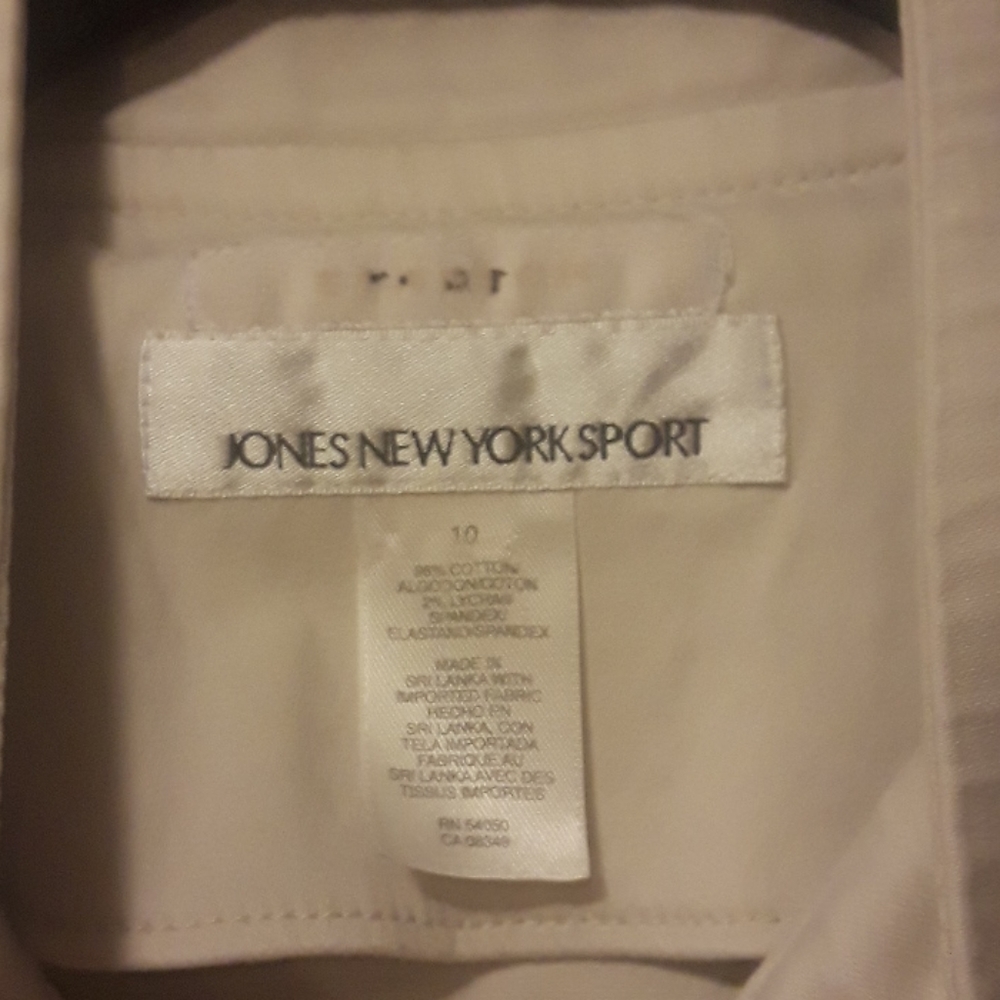 JONES NEW YORK SPORT
10
98% COTTON/
ALGODON/COTON
2% LYCRA®
SPANDEX/
ELASTANO/SPANDEX
MADE IN
SRI LANKA WITH
IMPORTED FABRIC
HECHO EN
SRI LANKA, CON
TELA IMPORTADA
FABRIQUE AU
SRI LANKA AVEC DES
TISSUS IMPORTES
RN 54050
CA 08349